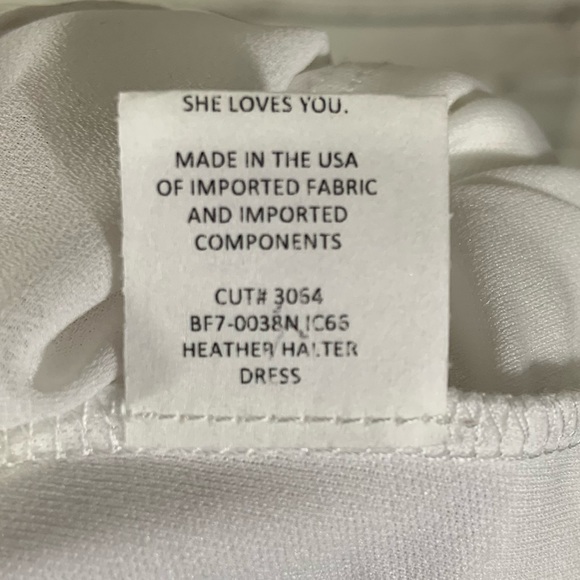 SHE LOVES YOU.
MADE IN THE USA
OF IMPORTED FABRIC
AND IMPORTED
COMPONENTS
CUT# 3064
BF7-0038N IC66
HEATHER HALTER
DRESS